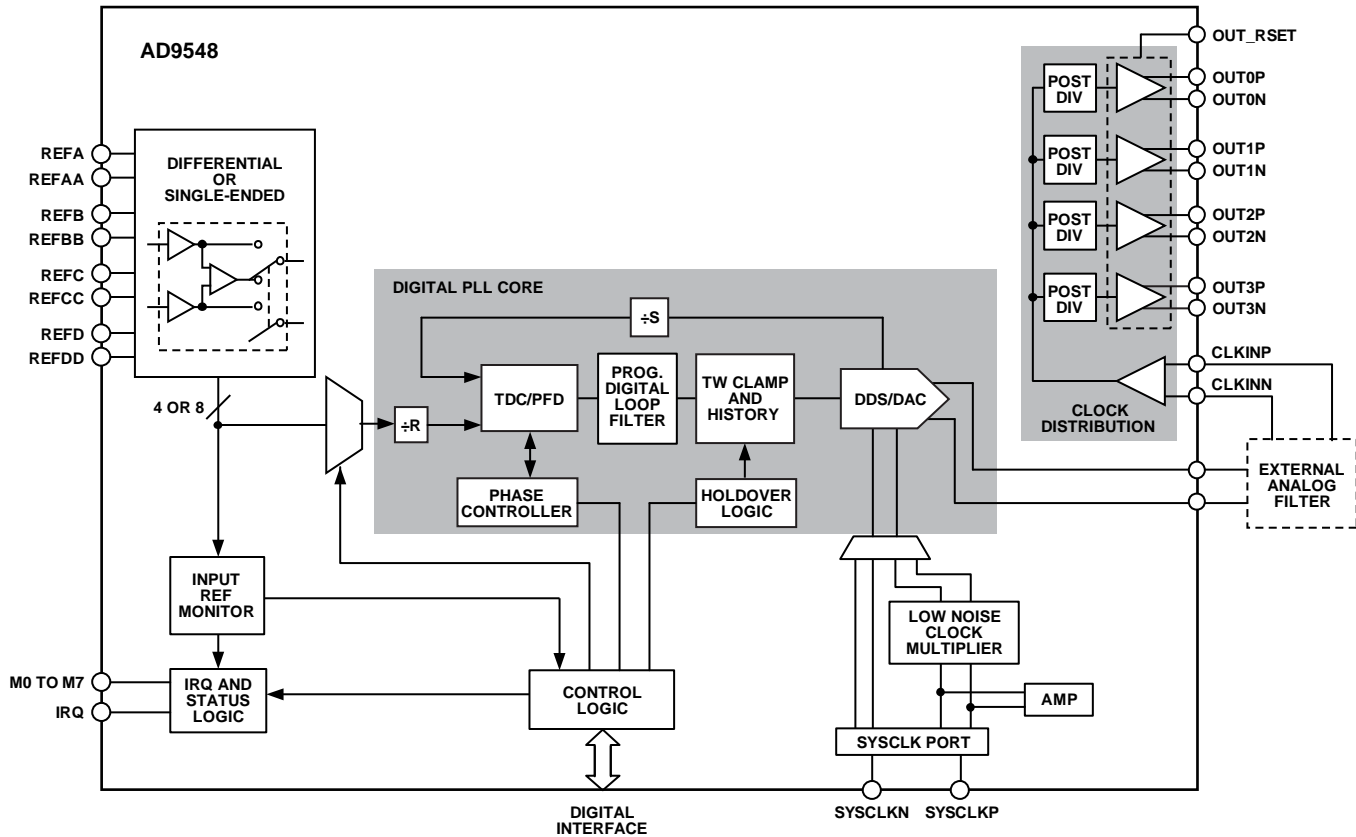 AD9548
OUT_RSET
POST
DIV
OUT0P
OUT0N
POST
DIV
OUT1P
OUT1N
POST
DIV
OUT2P
OUT2N
POST
DIV
OUT3P
OUT3N
CLKINP
CLKINN
CLOCK
DISTRIBUTION
EXTERNAL
ANALOG
FILTER
REFA
REFAA
REFB
REFBB
REFC
REFCC
REFD
REFDD
DIFFERENTIAL
OR
SINGLE-ENDED
4 OR 8
DIGITAL PLL CORE
÷S
÷R
TDC/PFD
PROG.
DIGITAL
LOOP
FILTER
TW CLAMP
AND
HISTORY
DDS/DAC
PHASE
CONTROLLER
HOLDOVER
LOGIC
INPUT
REF
MONITOR
LOW NOISE
CLOCK
MULTIPLIER
M0 TO M7
IRQ
IRQ AND
STATUS
LOGIC
CONTROL
LOGIC
AMP
SYSCLK PORT
DIGITAL
INTERFACE
SYSCLKN
SYSCLKP